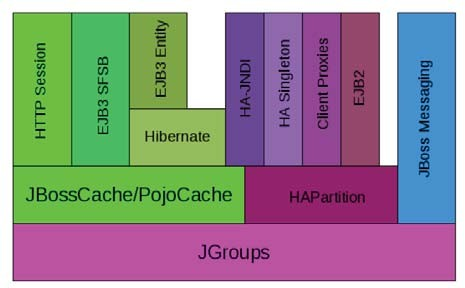 HTTP Session
EJB3 SFSB
EJB3 Entity
Hibernate
HA-JNDI
HA Singleton
Client Proxies
EJB2
JBoss Messaging
JBossCache/PojoCache
HAPartition
JGroups